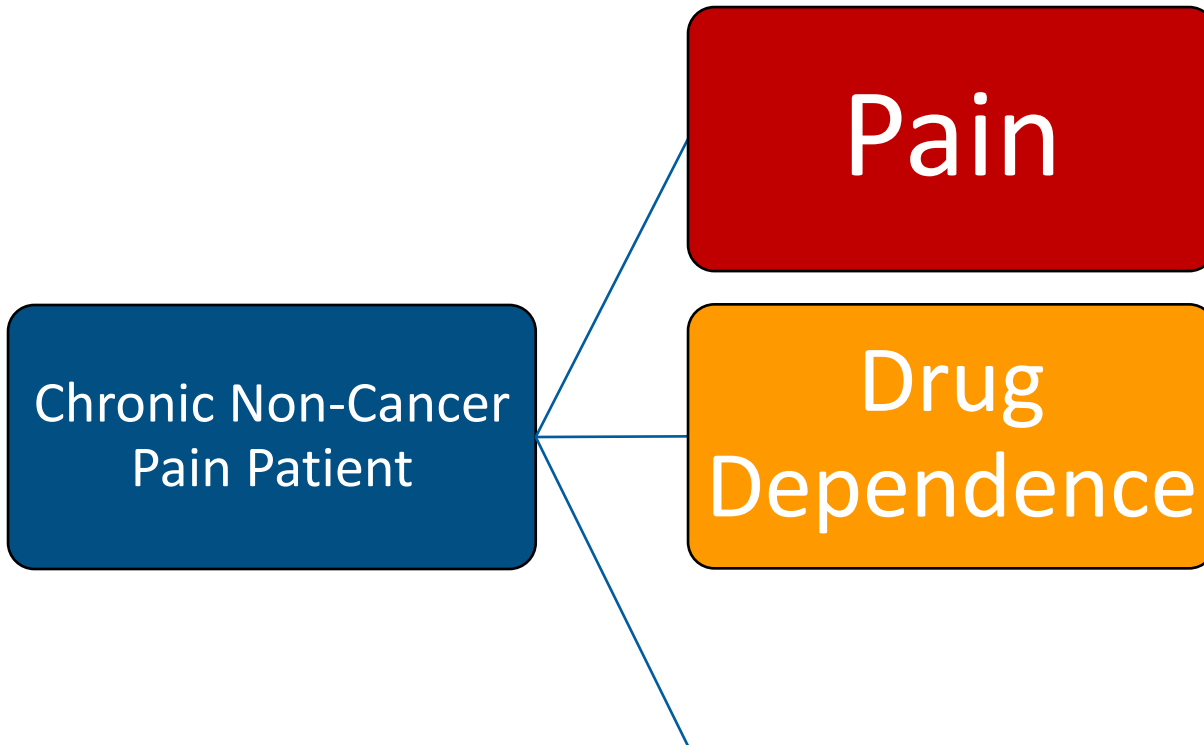 Pain
Chronic Non-Cancer
Pain Patient
Drug
Dependence